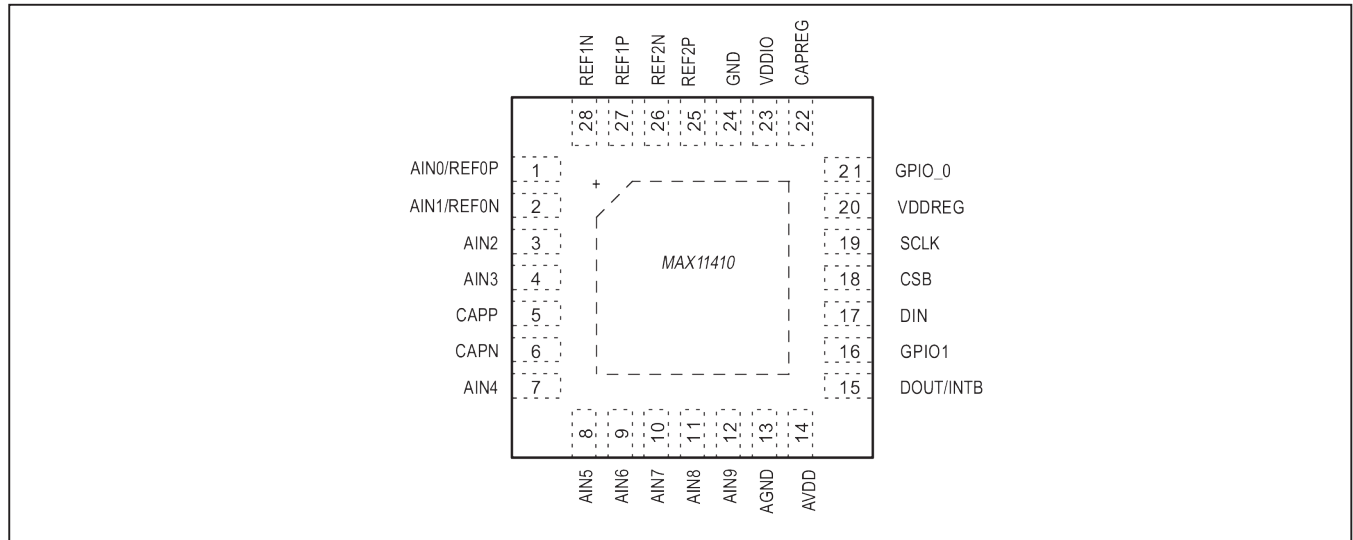 REF1N
REF1P
REF2N
REF2P
GND
VDDIO
CAPREG
28
27
26
25
24
23
22
AIN0/REF0P 1
21 GPIO_0
+
AIN1/REF0N 2
20 VDDREG
AIN2 3
19 SCLK
MAX11410
AIN3 4
18 CSB
CAPP 5
17 DIN
CAPN 6
16 GPIO1
AIN4 7
15 DOUT/INTB
8
9
10
11
12
13
14
AIN5
AIN6
AIN7
AIN8
AIN9
AGND
AVDD